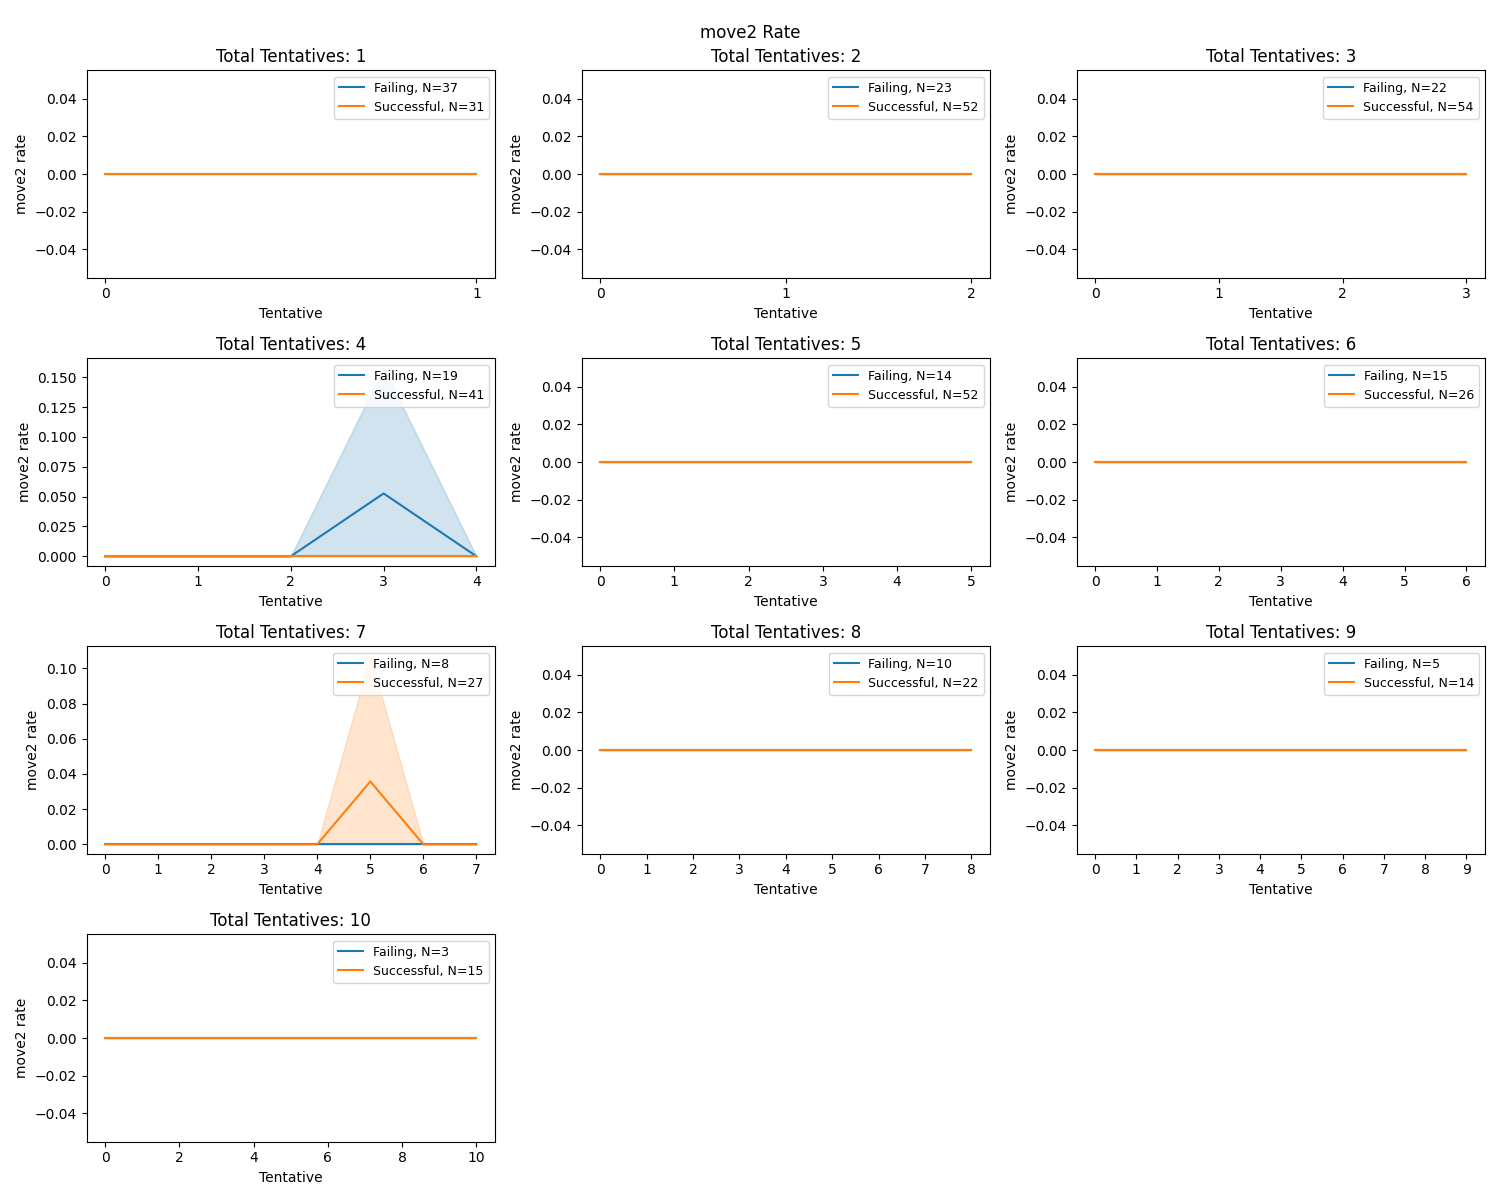 move2 Rate
Total Tentatives: 1
Failing, N=37
Successful, N=31
0.04
0.02
0.00
−0.02
−0.04
move2 rate
0 1
Tentative
Total Tentatives: 2
Failing, N=23
Successful, N=52
0.04
0.02
0.00
−0.02
−0.04
move2 rate
0 1 2
Tentative
Total Tentatives: 3
Failing, N=22
Successful, N=54
0.04
0.02
0.00
−0.02
−0.04
move2 rate
0 1 2 3
Tentative
Total Tentatives: 4
Failing, N=19
Successful, N=41
0.150
0.125
0.100
0.075
0.050
0.025
0.000
move2 rate
0 1 2 3 4
Tentative
Total Tentatives: 5
Failing, N=14
Successful, N=52
0.04
0.02
0.00
−0.02
−0.04
move2 rate
0 1 2 3 4 5
Tentative
Total Tentatives: 6
Failing, N=15
Successful, N=26
0.04
0.02
0.00
−0.02
−0.04
move2 rate
0 1 2 3 4 5 6
Tentative
Total Tentatives: 7
Failing, N=8
Successful, N=27
0.10
0.08
0.06
0.04
0.02
0.00
move2 rate
0 1 2 3 4 5 6 7
Tentative
Total Tentatives: 8
Failing, N=10
Successful, N=22
0.04
0.02
0.00
−0.02
−0.04
move2 rate
0 1 2 3 4 5 6 7 8
Tentative
Total Tentatives: 9
Failing, N=5
Successful, N=14
0.04
0.02
0.00
−0.02
−0.04
move2 rate
0 1 2 3 4 5 6 7 8 9
Tentative
Total Tentatives: 10
Failing, N=3
Successful, N=15
0.04
0.02
0.00
−0.02
−0.04
move2 rate
0 2 4 6 8 10
Tentative